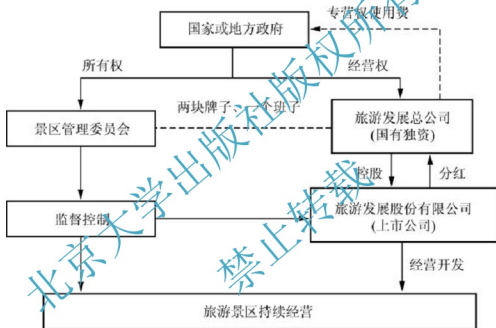 专营权使用费
国家或地方政府
所有权
经营权
两块牌子、一个班子
景区管理委员会
旅游发展总公司
(国有独资)
控股
分红
监督控制
旅游发展股份有限公司
(上市公司)
经营开发
旅游景区持续经营
北京大学出版社版权所有
禁止转载